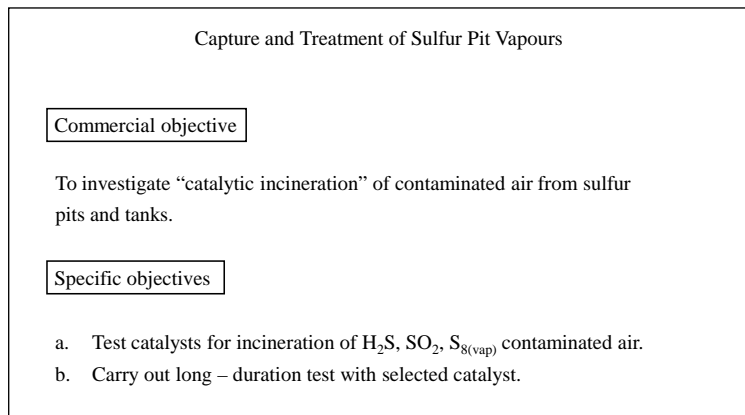 Capture and Treatment of Sulfur Pit Vapours
Commercial objective
To investigate “catalytic incineration” of contaminated air from sulfur
pits and tanks.
Specific objectives
a. Test catalysts for incineration of H₂S, SO₂, S₈₍vap₎ contaminated air.
b. Carry out long – duration test with selected catalyst.